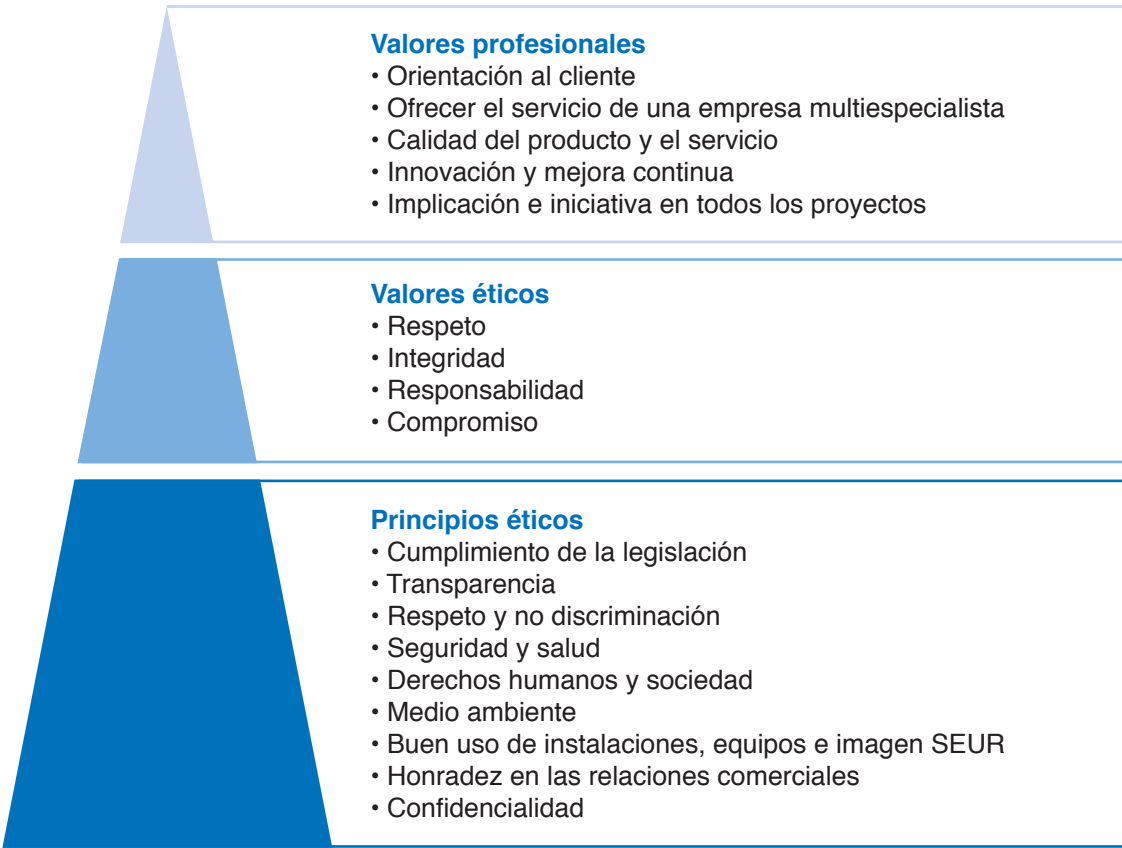 Valores profesionales
• Orientación al cliente
• Ofrecer el servicio de una empresa multiespecialista
• Calidad del producto y el servicio
• Innovación y mejora continua
• Implicación e iniciativa en todos los proyectos
Valores éticos
• Respeto
• Integridad
• Responsabilidad
• Compromiso
Principios éticos
• Cumplimiento de la legislación
• Transparencia
• Respeto y no discriminación
• Seguridad y salud
• Derechos humanos y sociedad
• Medio ambiente
• Buen uso de instalaciones, equipos e imagen SEUR
• Honradez en las relaciones comerciales
• Confidencialidad